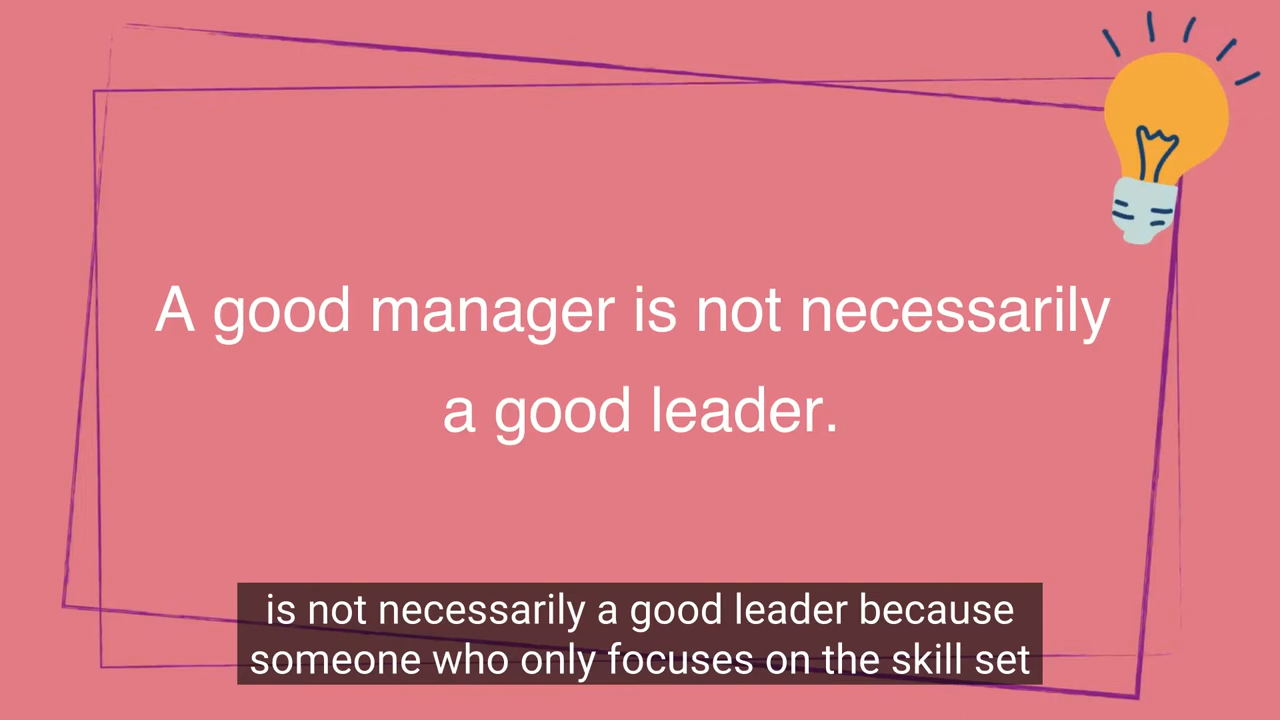 A good manager is not necessarily
a good leader.
is not necessarily a good leader because
someone who only focuses on the skill set